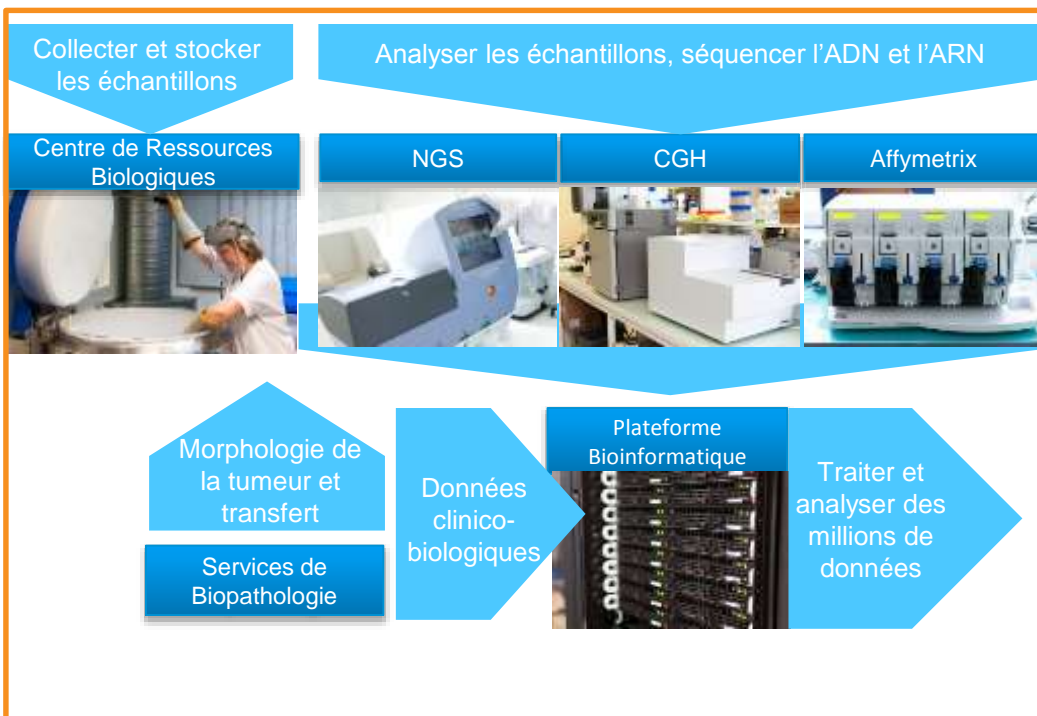 Collecter et stocker
les échantillons
Analyser les échantillons, séquencer l’ADN et l’ARN
Centre de Ressources
Biologiques
NGS
CGH
Affymetrix
Morphologie de
la tumeur et
transfert
Services de
Biopathologie
Données
clinico-
biologiques
Plateforme
Bioinformatique
Traiter et
analyser des
millions de
données